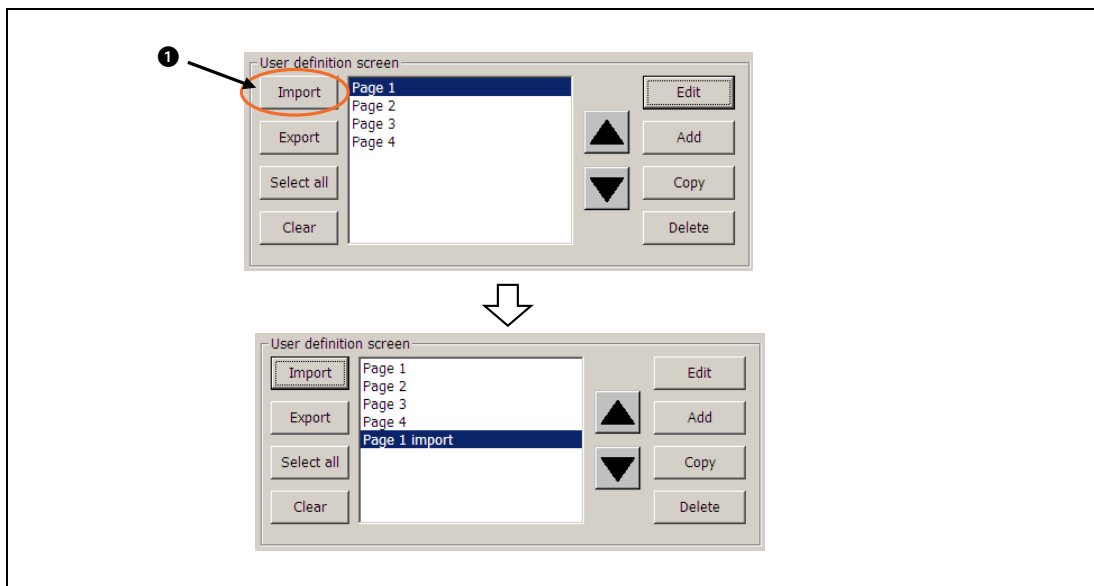 ❶
User definition screen
Import
Page 1
Page 2
Page 3
Page 4
Edit
Export
Add
Select all
Copy
Clear
Delete
User definition screen
Import
Page 1
Page 2
Page 3
Page 4
Page 1 import
Edit
Export
Add
Select all
Copy
Clear
Delete